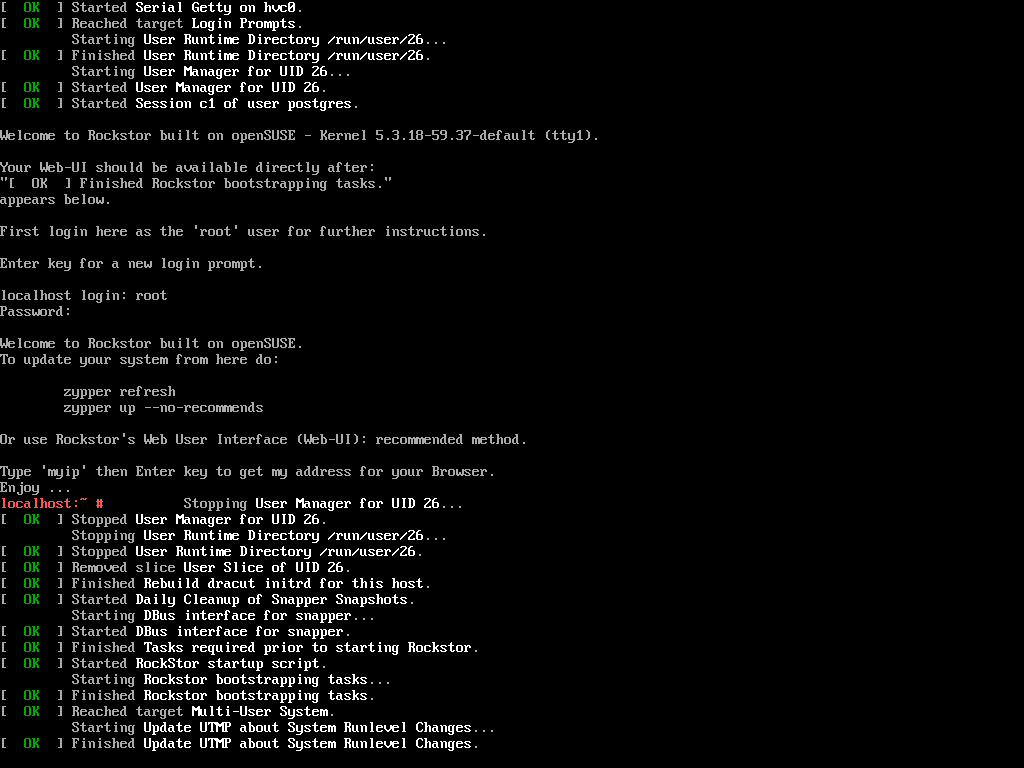 [  OK  ] Started Serial Getty on hvc0.
[  OK  ] Reached target Login Prompts.
         Starting User Runtime Directory /run/user/26...
[  OK  ] Finished User Runtime Directory /run/user/26.
         Starting User Manager for UID 26...
[  OK  ] Started User Manager for UID 26.
[  OK  ] Started Session c1 of user postgres.
Welcome to Rockstor built on openSUSE - Kernel 5.3.18-59.37-default (tty1).
Your Web-UI should be available directly after:
"[  OK  ] Finished Rockstor bootstrapping tasks."
appears below.
First login here as the 'root' user for further instructions.
Enter key for a new login prompt.
localhost login: root
Password:
Welcome to Rockstor built on openSUSE.
To update your system from here do:
        zypper refresh
        zypper up --no-recommends
Or use Rockstor's Web User Interface (Web-UI): recommended method.
Type 'myip' then Enter key to get my address for your Browser.
Enjoy ...
localhost:~ #          Stopping User Manager for UID 26...
[  OK  ] Stopped User Manager for UID 26.
         Stopping User Runtime Directory /run/user/26...
[  OK  ] Stopped User Runtime Directory /run/user/26.
[  OK  ] Removed slice User Slice of UID 26.
[  OK  ] Finished Rebuild dracut initrd for this host.
[  OK  ] Started Daily Cleanup of Snapper Snapshots.
         Starting DBus interface for snapper...
[  OK  ] Started DBus interface for snapper.
[  OK  ] Finished Tasks required prior to starting Rockstor.
[  OK  ] Started RockStor startup script.
         Starting Rockstor bootstrapping tasks...
[  OK  ] Finished Rockstor bootstrapping tasks.
[  OK  ] Reached target Multi-User System.
         Starting Update UTMP about System Runlevel Changes...
[  OK  ] Finished Update UTMP about System Runlevel Changes.